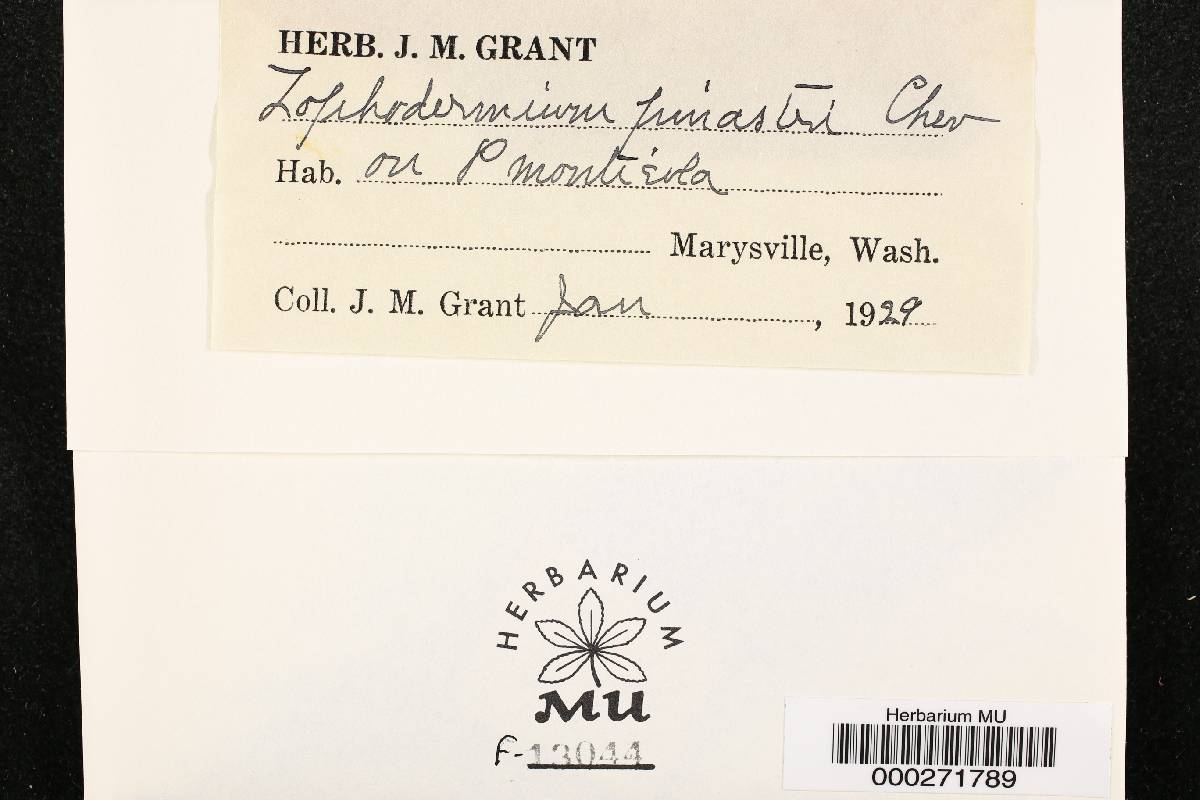 HERB. J. M. GRANT
Lophodermium pinastri Chev
Hab. on P monticola
Marysville, Wash.
Coll. J. M. Grant Jan , 1929
HERBARIUM
MU
F-13044
Herbarium MU
000271789